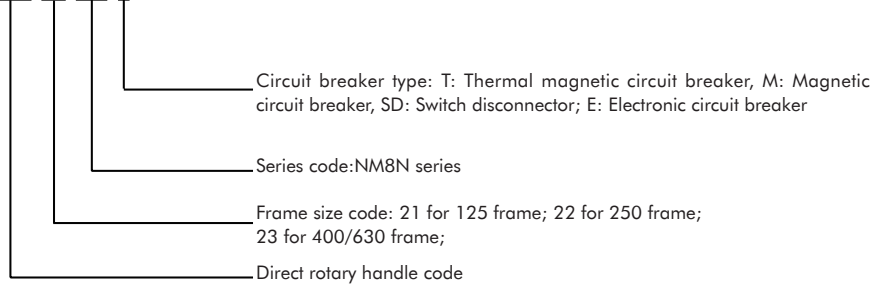 Circuit breaker type: T: Thermal magnetic circuit breaker, M: Magnetic
circuit breaker, SD: Switch disconnector; E: Electronic circuit breaker
Series code:NM8N series
Frame size code: 21 for 125 frame; 22 for 250 frame;
23 for 400/630 frame;
Direct rotary handle code